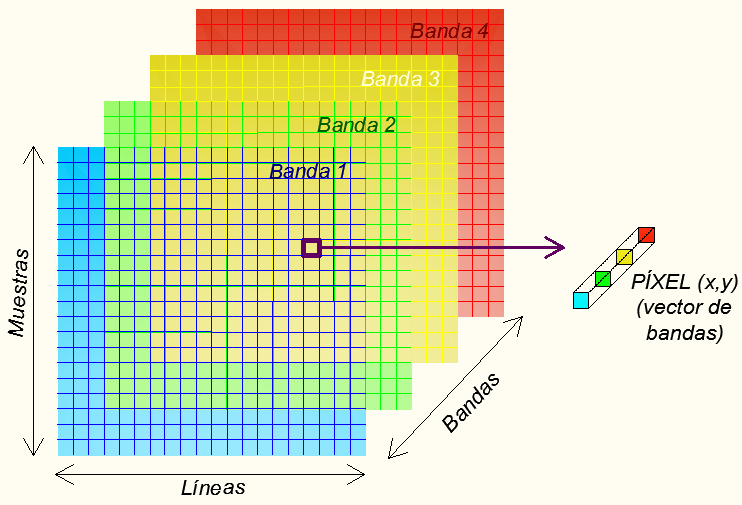 Banda 4
Banda 3
Banda 2
Banda 1
Muestras
Líneas
Bandas
PÍXEL (x,y)
(vector de
bandas)